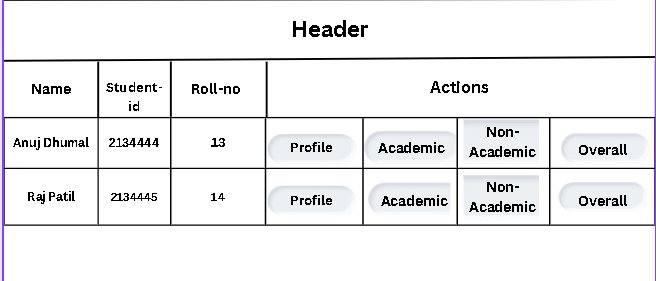 Header
Name Student-id Roll-no Actions
Anuj Dhumal 2134444 13 Profile Academic Non-Academic Overall
Raj Patil 2134445 14 Profile Academic Non-Academic Overall